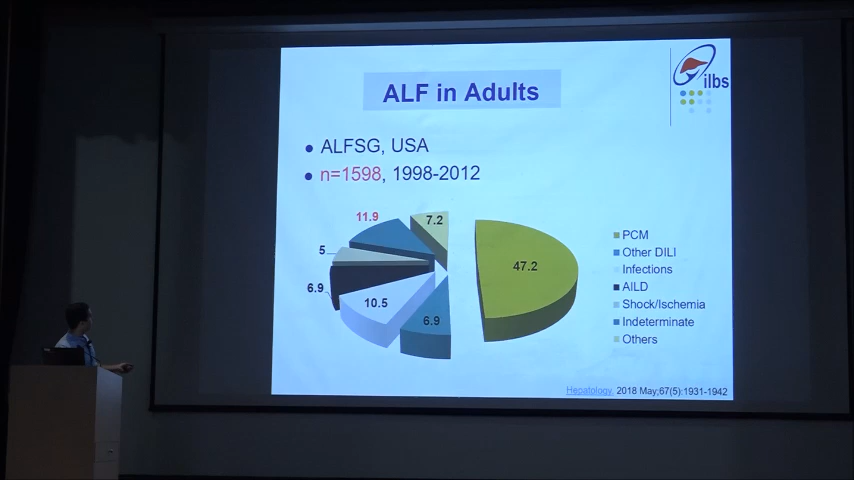 ilbs
ALF in Adults
● ALFSG, USA
● n=1598, 1998-2012
11.9
7.2
5
47.2
6.9
10.5
6.9
PCM
Other DILI
Infections
AILD
Shock/Ischemia
Indeterminate
Others
Hepatology. 2018 May;67(5):1931-1942